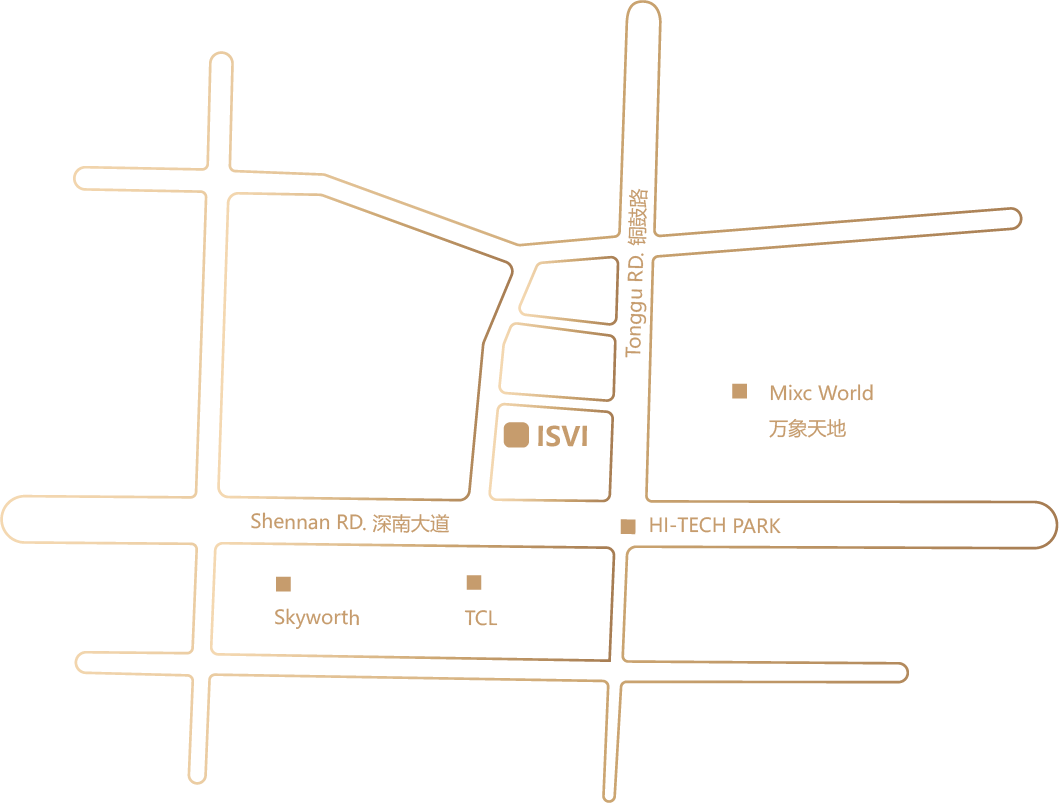 Tonggu RD. 铜鼓路
Mixc World
万象天地
ISVI
Shennan RD. 深南大道
HI-TECH PARK
Skyworth
TCL